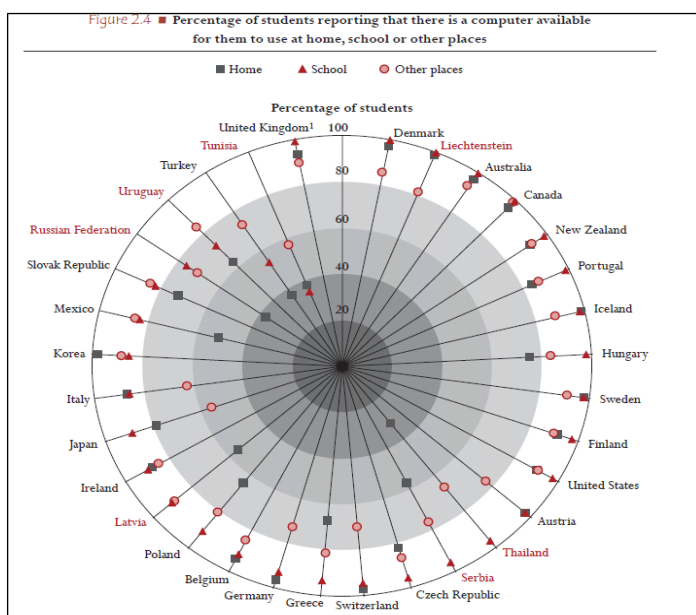 Figure 2.4 ■ Percentage of students reporting that there is a computer available
for them to use at home, school or other places
Home School Other places
Percentage of students
100
80
60
40
20
United Kingdom¹
Denmark
Liechtenstein
Australia
Canada
New Zealand
Portugal
Iceland
Hungary
Sweden
Finland
United States
Austria
Thailand
Serbia
Czech Republic
Switzerland
Greece
Germany
Belgium
Poland
Latvia
Ireland
Japan
Italy
Korea
Mexico
Slovak Republic
Russian Federation
Uruguay
Turkey
Tunisia